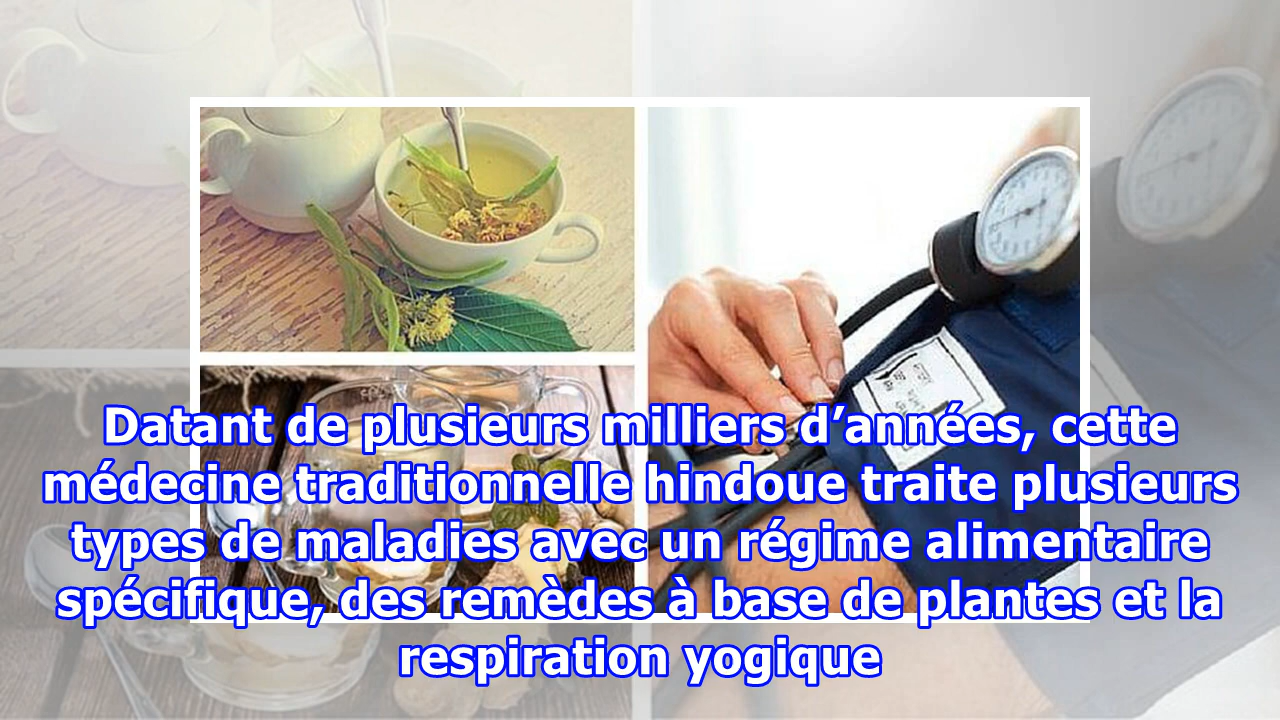 Datant de plusieurs milliers d’années, cette
médecine traditionnelle hindoue traite plusieurs
types de maladies avec un régime alimentaire
spécifique, des remèdes à base de plantes et la
respiration yogique